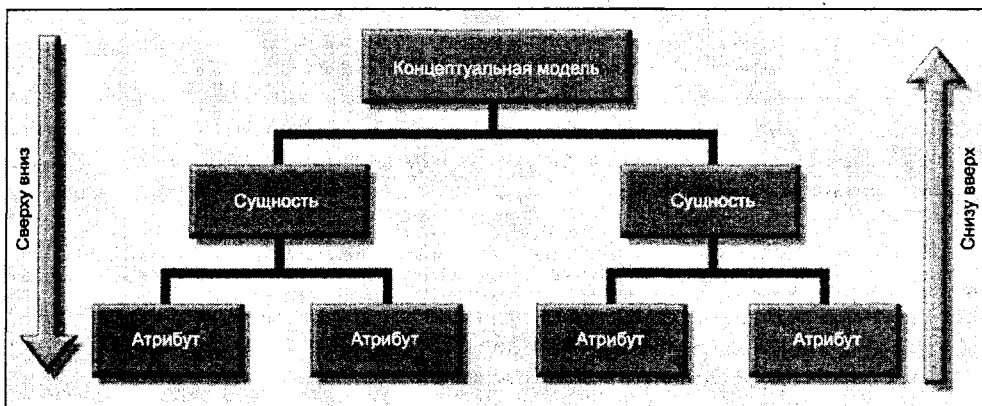 Концептуальная модель
Сверху вниз
Снизу вверх
Сущность
Сущность
Атрибут
Атрибут
Атрибут
Атрибут